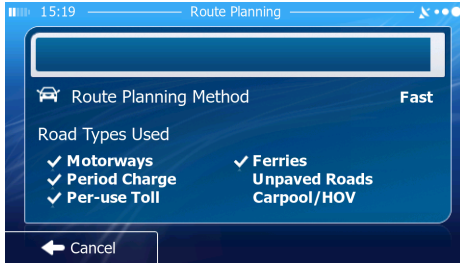 15:19 Route Planning
Route Planning Method Fast
Road Types Used
Motorways Ferries
Period Charge Unpaved Roads
Per-use Toll Carpool/HOV
Cancel